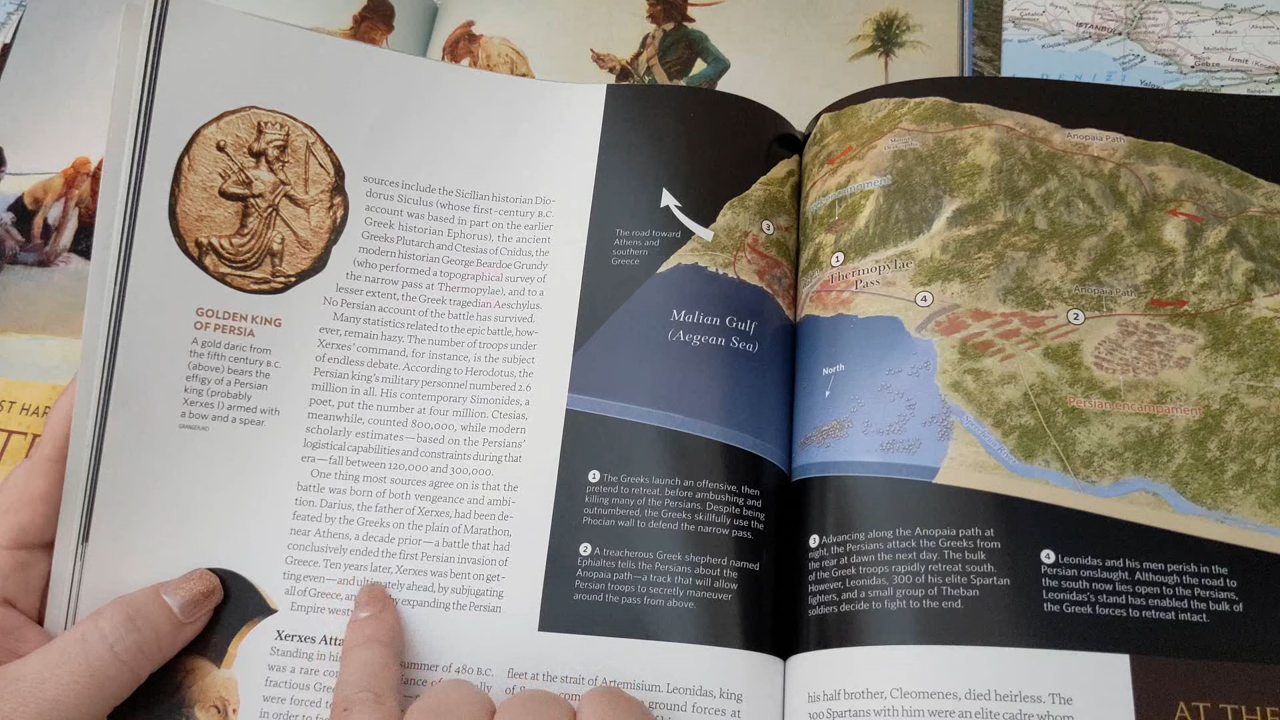 ISTANBUL
İzmit (Kocaeli)
Gebze
DENİZİ
Yalova
GOLDEN KING
OF PERSIA
A gold daric from
the fifth century B.C.
(above) bears the
effigy of a Persian
king (probably
Xerxes I) armed with
a bow and a spear.
sources include the Sicilian historian Dio-
dorus Siculus (whose first-century B.C.
account was based in part on the earlier
Greek historian Ephorus), the ancient
Greeks Plutarch and Ctesias of Cnidus, the
modern historian George Beardoe Grundy
(who performed a topographical survey of
the narrow pass at Thermopylae), and to a
lesser extent, the Greek tragedian Aeschylus.
No Persian account of the battle has survived.
Many statistics related to the epic battle, how-
ever, remain hazy. The number of troops under
Xerxes' command, for instance, is the subject
of endless debate. According to Herodotus, the
Persian king's military personnel numbered 2.6
million in all. His contemporary Simonides, a
poet, put the number at four million. Ctesias,
meanwhile, counted 800,000, while modern
scholarly estimates—based on the Persians'
logistical capabilities and constraints during that
era—fall between 120,000 and 300,000.
One thing most sources agree on is that the
battle was born of both vengeance and ambi-
tion. Darius, the father of Xerxes, had been de-
feated by the Greeks on the plain of Marathon,
near Athens, a decade prior—a battle that had
conclusively ended the first Persian invasion of
Greece. Ten years later, Xerxes was bent on get-
ting even—and ultimately ahead, by subjugating
all of Greece, expanding the Persian
Empire
Xerxes
Standing in
was a rare
fractious
were forced
in order to
summer of 480 B.C.
fleet at the strait of Artemisium. Leonidas, king
ground forces at
The road toward
Athens and
southern
Greece
Malian Gulf
(Aegean Sea)
3
1
Thermopylae
Pass
4
2
Anopaia Path
Anopaia Path
Persian encampment
North
1 The Greeks launch an offensive, then
pretend to retreat, before ambushing and
killing many of the Persians. Despite being
outnumbered, the Greeks skillfully use the
Phocian wall to defend the narrow pass.
2 A treacherous Greek shepherd named
Ephialtes tells the Persians about the
Anopaia path—a track that will allow
Persian troops to secretly maneuver
around the pass from above.
3 Advancing along the Anopaia path at
night, the Persians attack the Greeks from
the rear at dawn the next day. The bulk
of the Greek troops rapidly retreat south.
However, Leonidas, 300 of his elite Spartan
fighters, and a small group of Theban
soldiers decide to fight to the end.
4 Leonidas and his men perish in the
Persian onslaught. Although the road to
the south now lies open to the Persians,
Leonidas's stand has enabled the bulk of
the Greek forces to retreat intact.
his half brother, Cleomenes, died heirless. The
300 Spartans with him were an elite cadre whom
AT THE